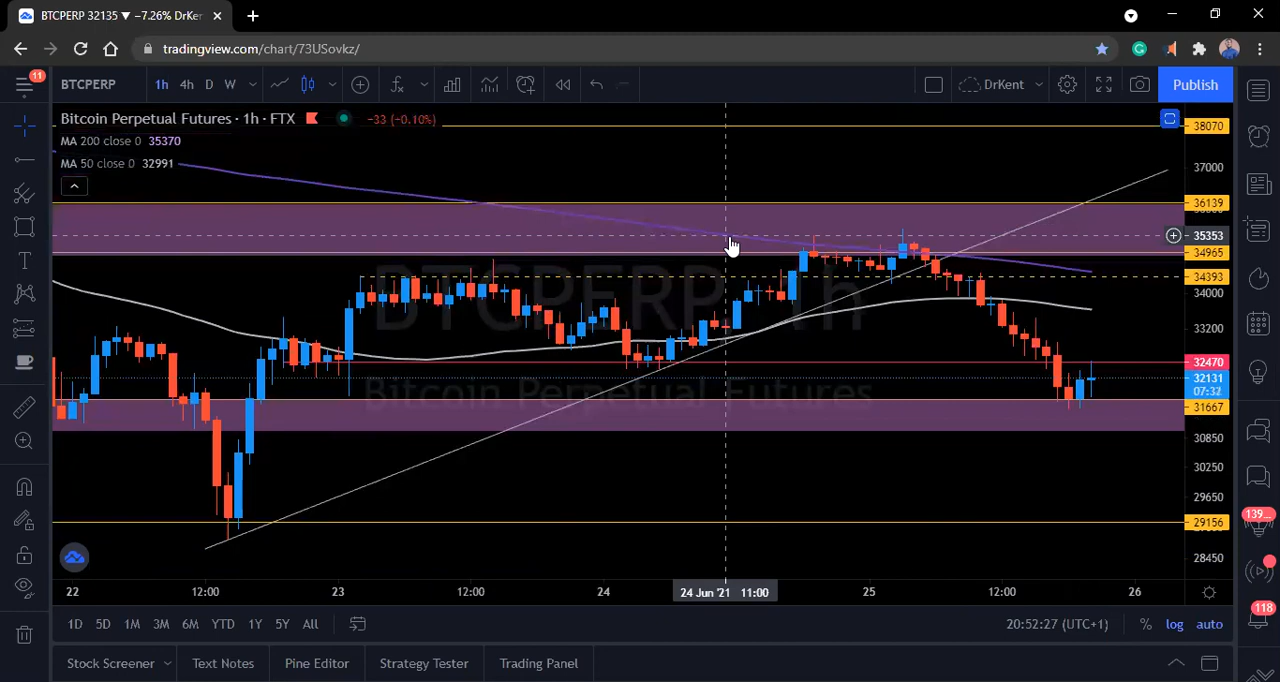 BTCPERP 32135 ▼ −7.26% DrKer
tradingview.com/chart/73USovkz/
11
BTCPERP 1h 4h D W DrKent Publish
Bitcoin Perpetual Futures · 1h · FTX −33 (−0.10%)
MA 200 close 0 35370
MA 50 close 0 32991
BTCPERP, 1h
Bitcoin Perpetual Futures
38070
37000
36139
35353
34965
34393
34000
33200
32470
32131
07:32
31667
30850
30250
29650
29156
28450
139...
118
22 12:00 23 12:00 24 24 Jun '21 11:00 25 12:00 26
1D 5D 1M 3M 6M YTD 1Y 5Y All 20:52:27 (UTC+1) % log auto
Stock Screener Text Notes Pine Editor Strategy Tester Trading Panel